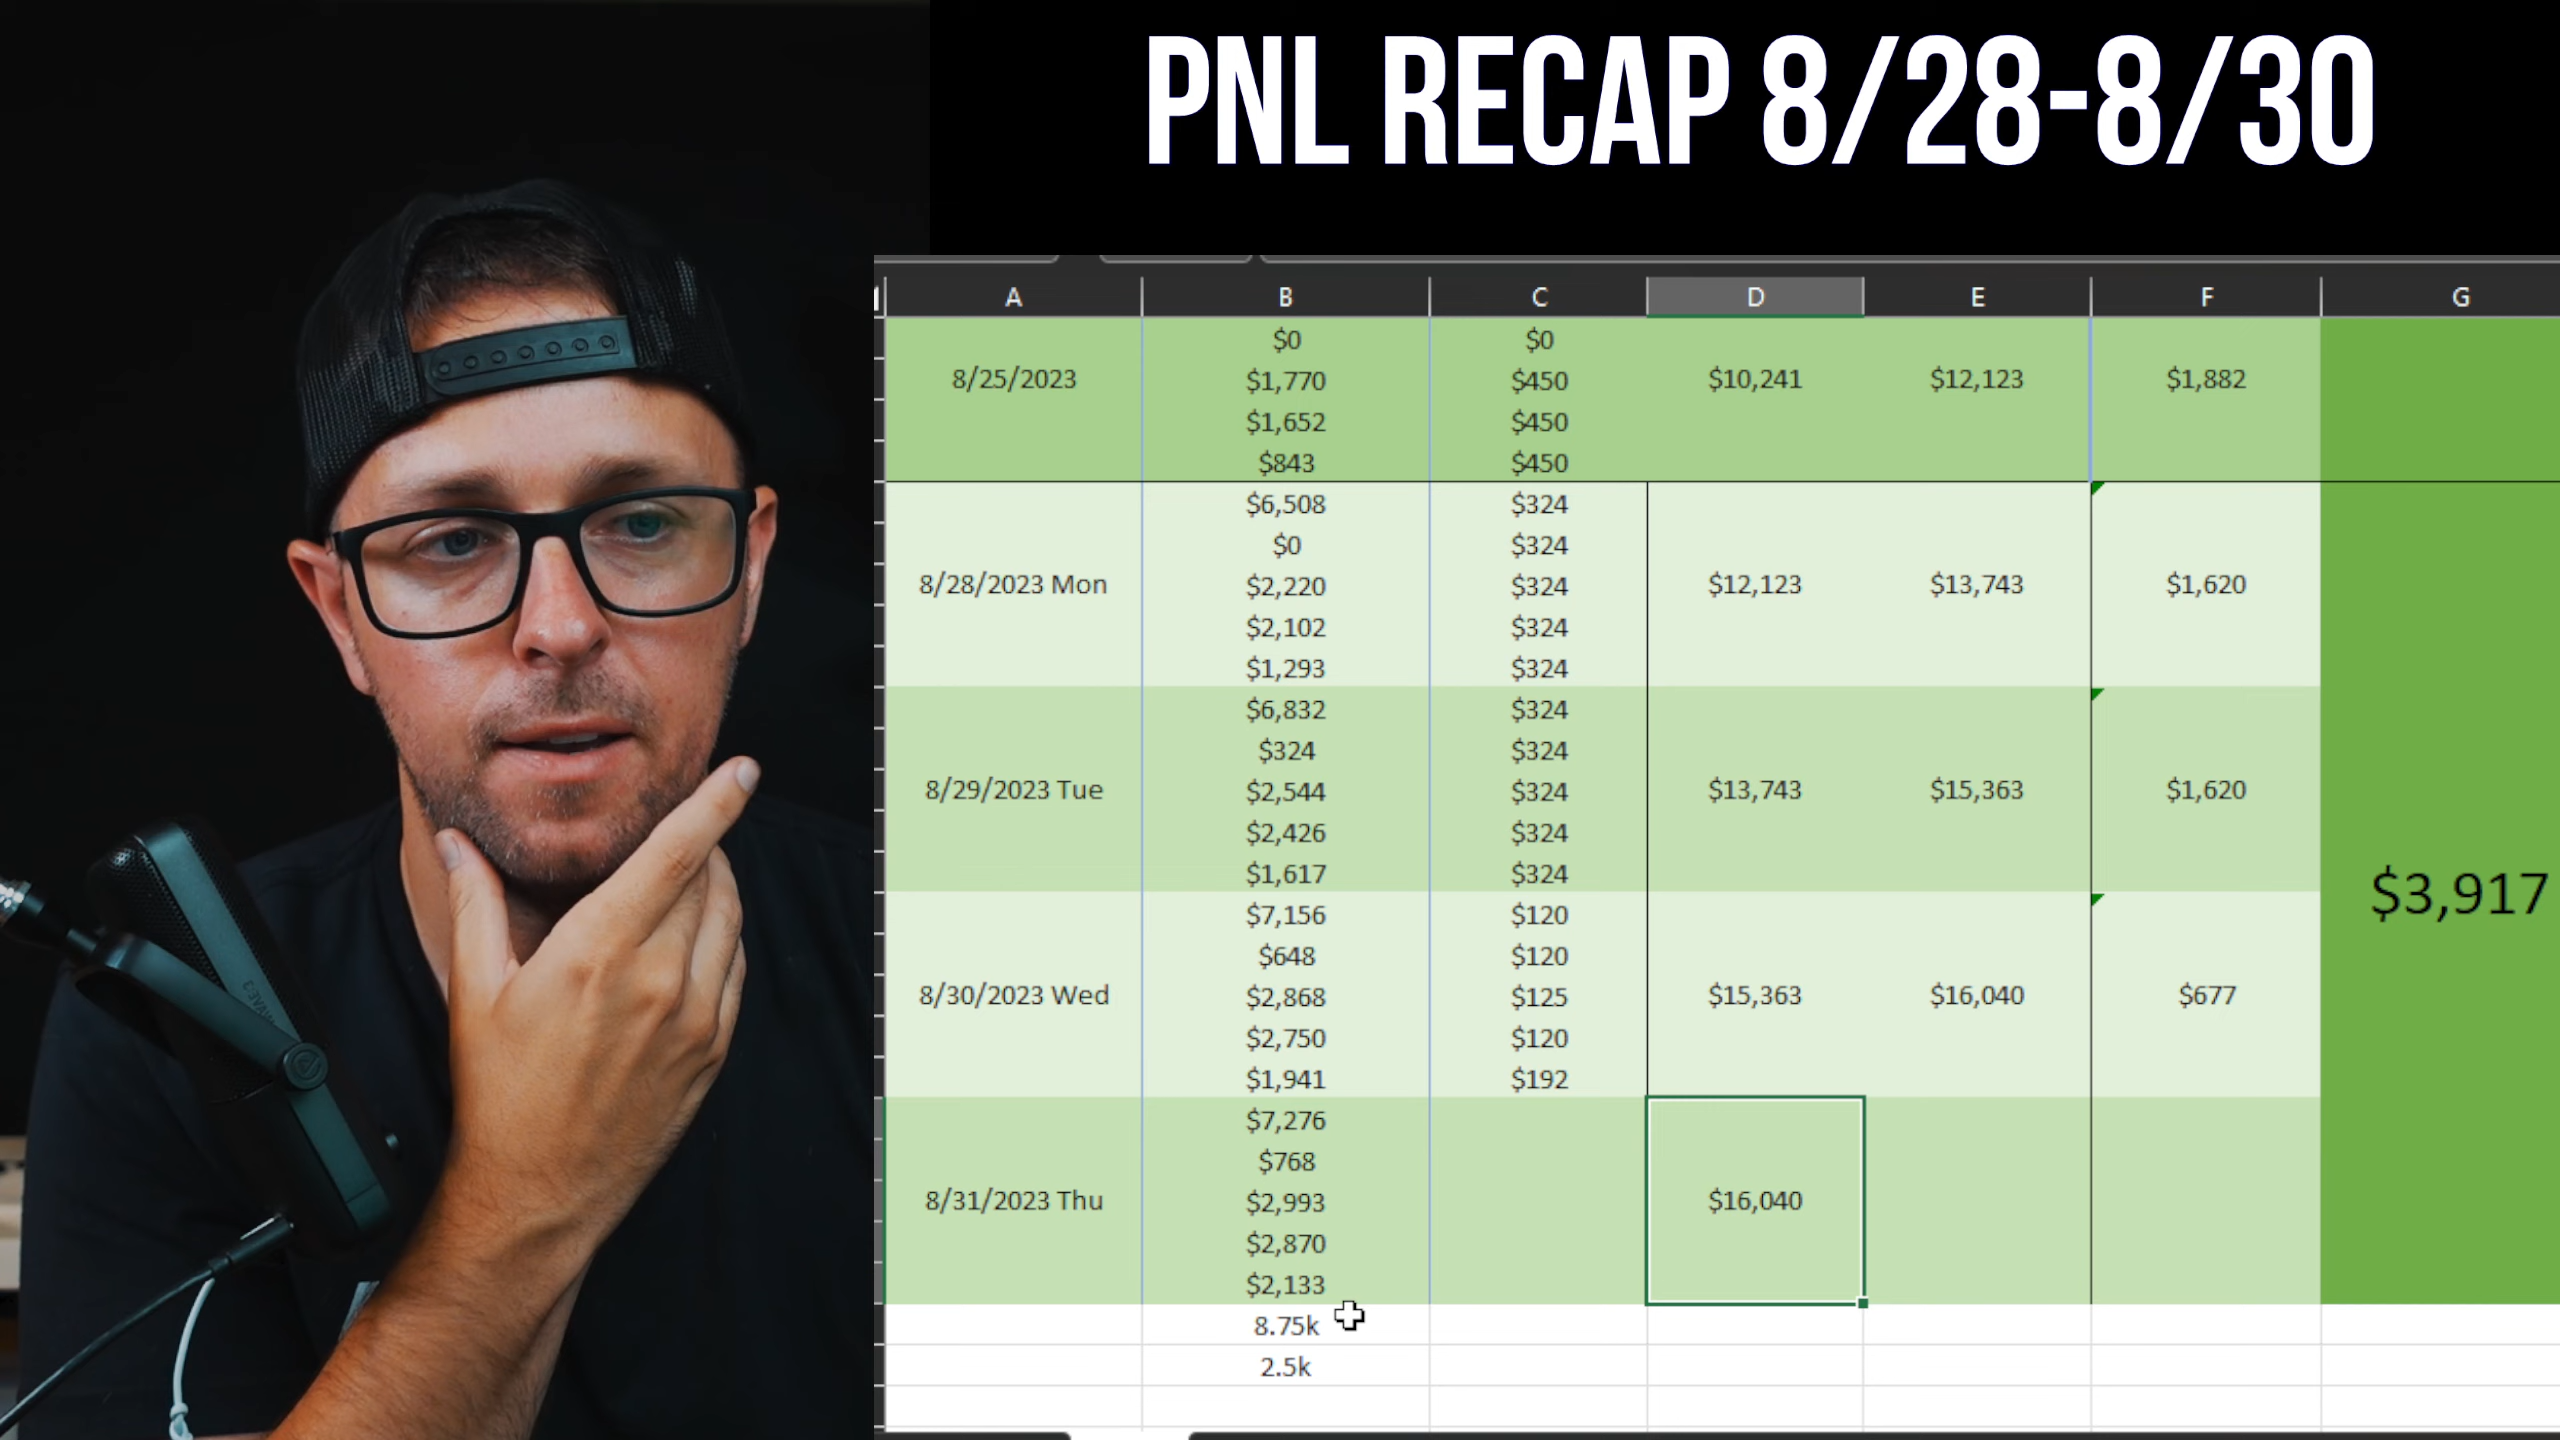 PNL RECAP 8/28-8/30
A B C D E F G
$0 $0
8/25/2023 $1,770 $450 $10,241 $12,123 $1,882
$1,652 $450
$843 $450
$6,508 $324
$0 $324
8/28/2023 Mon $2,220 $324 $12,123 $13,743 $1,620
$2,102 $324
$1,293 $324
$6,832 $324
$324 $324
8/29/2023 Tue $2,544 $324 $13,743 $15,363 $1,620
$2,426 $324
$1,617 $324
$3,917
$7,156 $120
$648 $120
8/30/2023 Wed $2,868 $125 $15,363 $16,040 $677
$2,750 $120
$1,941 $192
$7,276
$768
8/31/2023 Thu $2,993 $16,040
$2,870
$2,133
8.75k
2.5k